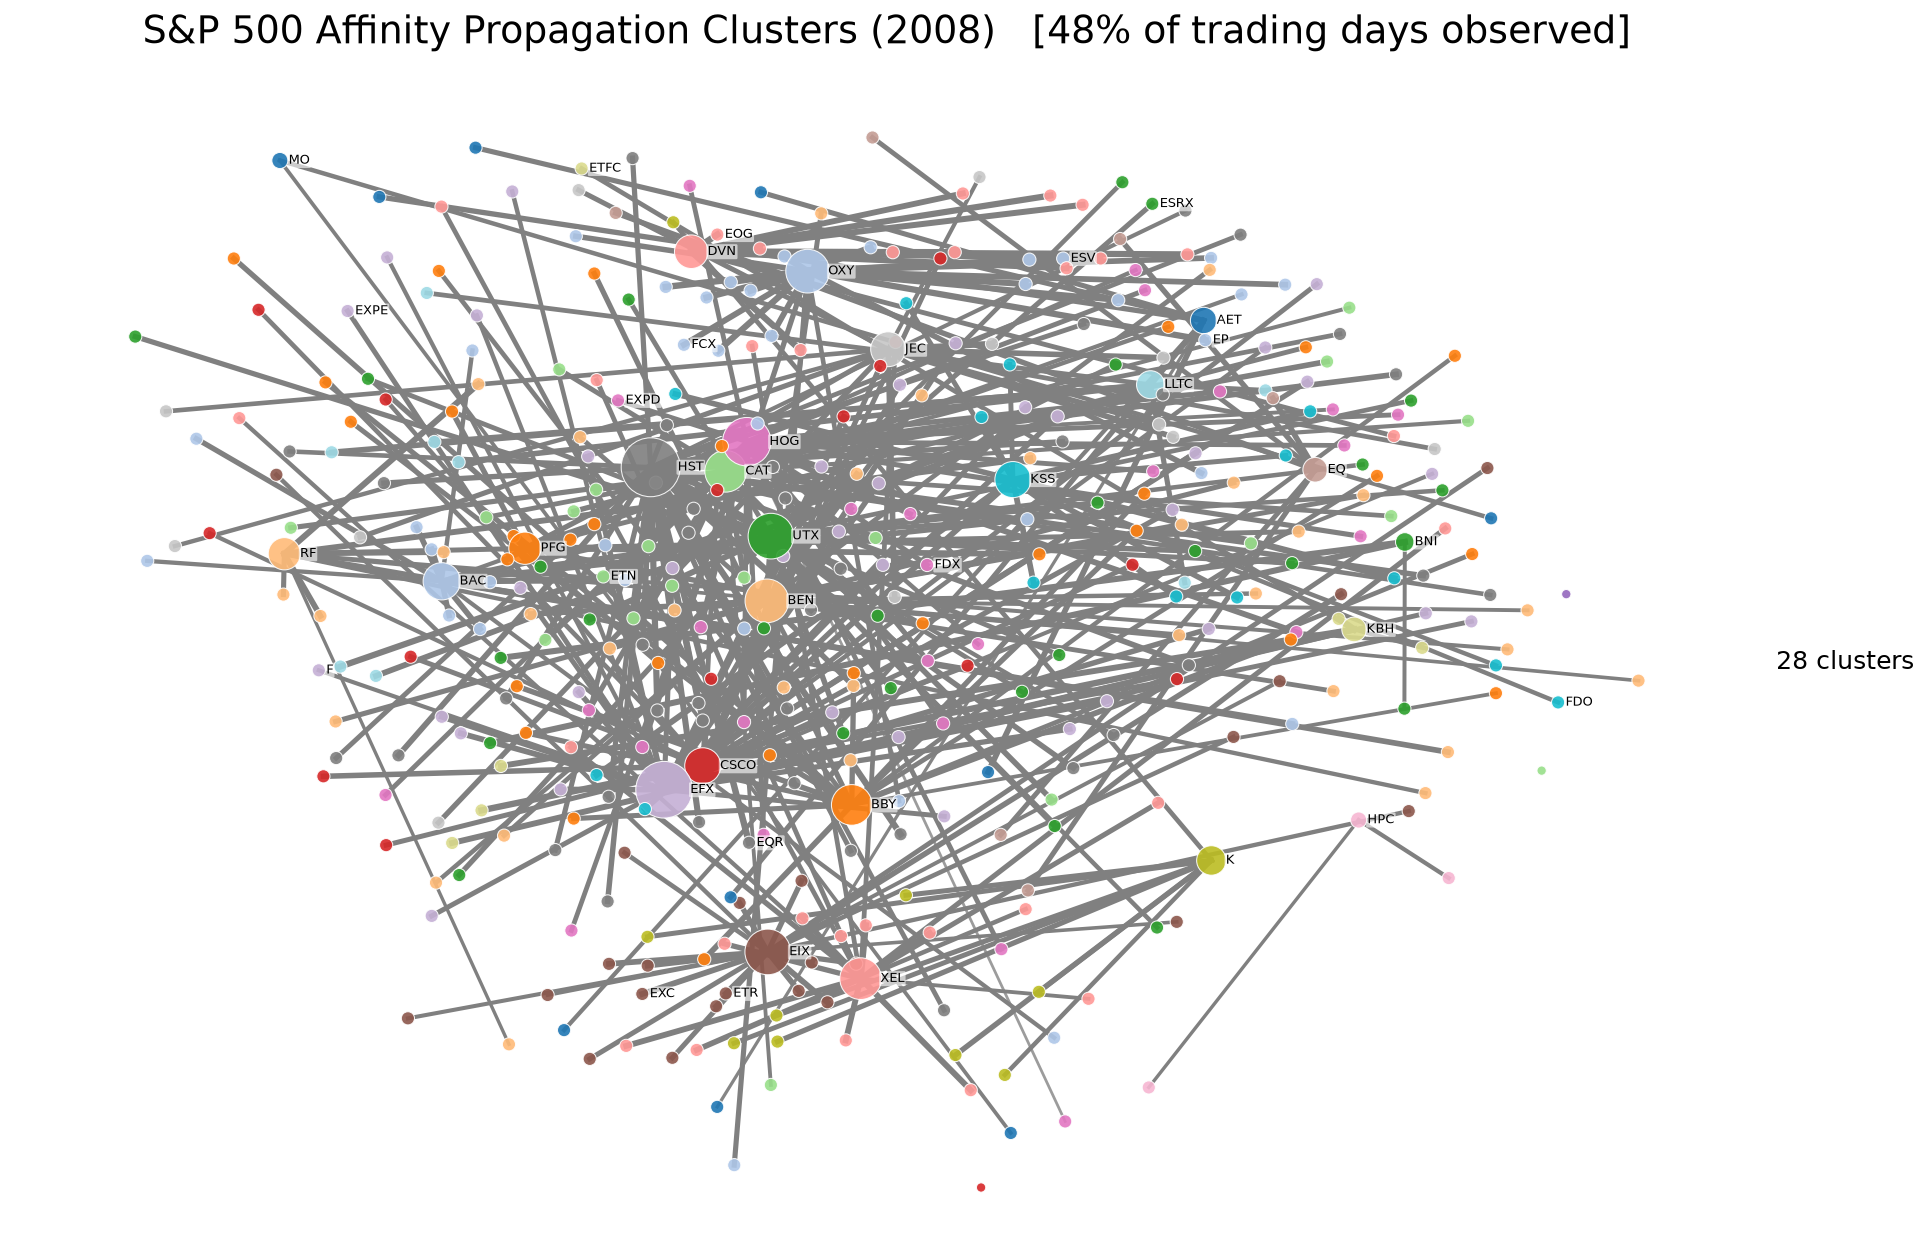 S&P 500 Affinity Propagation Clusters (2008)   [48% of trading days observed]
MO
ETFC
ESRX
EOG
DVN
ESV
OXY
EXPE
AET
EP
FCX
JEC
LLTC
EXPD
HOG
HST
CAT
EQ
KSS
UTX
BNI
PFG
RF
FDX
ETN
BAC
BEN
KBH
28 clusters
F
FDO
CSCO
EFX
BBY
HPC
EQR
K
EIX
XEL
EXC
ETR